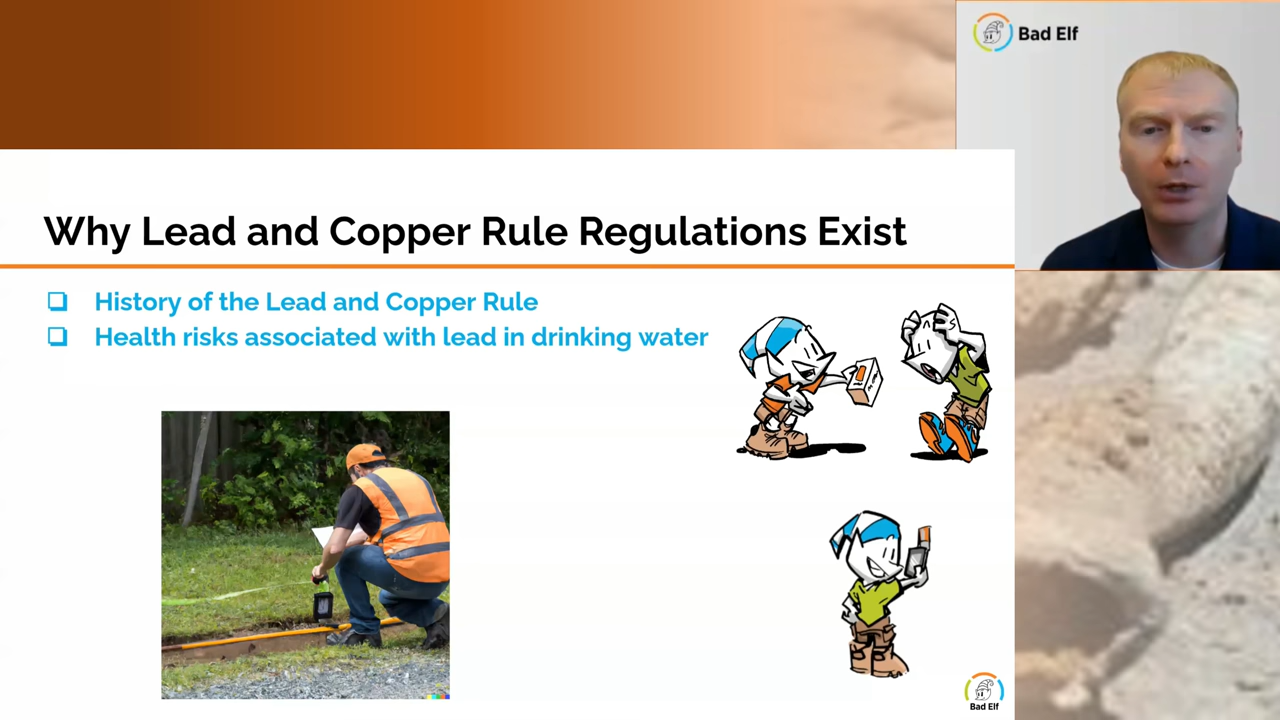 Bad Elf
Why Lead and Copper Rule Regulations Exist
History of the Lead and Copper Rule
Health risks associated with lead in drinking water
Bad Elf